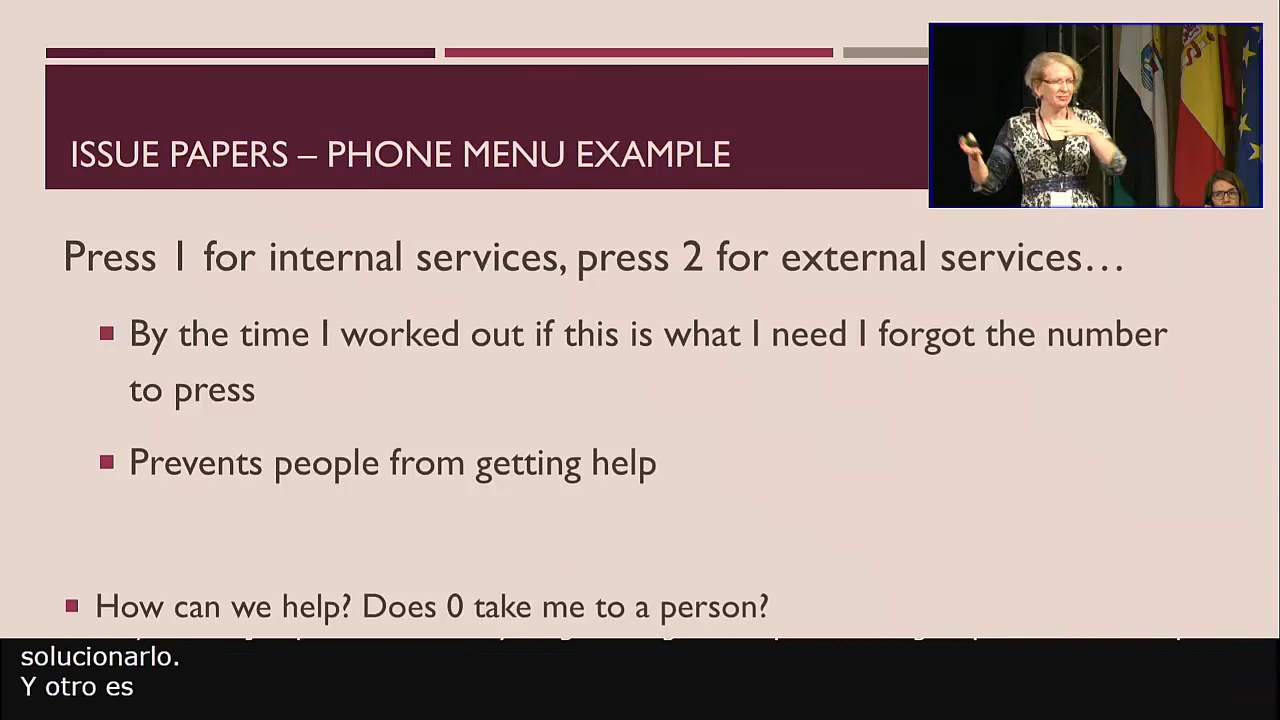 ISSUE PAPERS – PHONE MENU EXAMPLE
Press 1 for internal services, press 2 for external services…
By the time I worked out if this is what I need I forgot the number
to press
Prevents people from getting help
How can we help? Does 0 take me to a person?
solucionarlo.
Y otro es